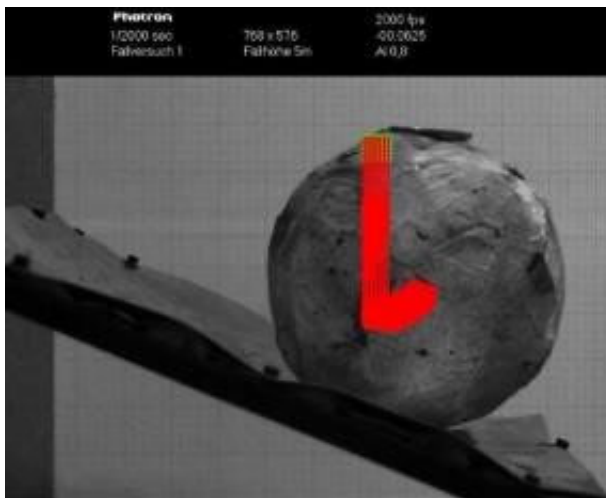 Photron
1/2000 sec 768 x 576 2000 fps
Fallversuch 1 Fallhöhe 5m -00.0625
Al 0,8